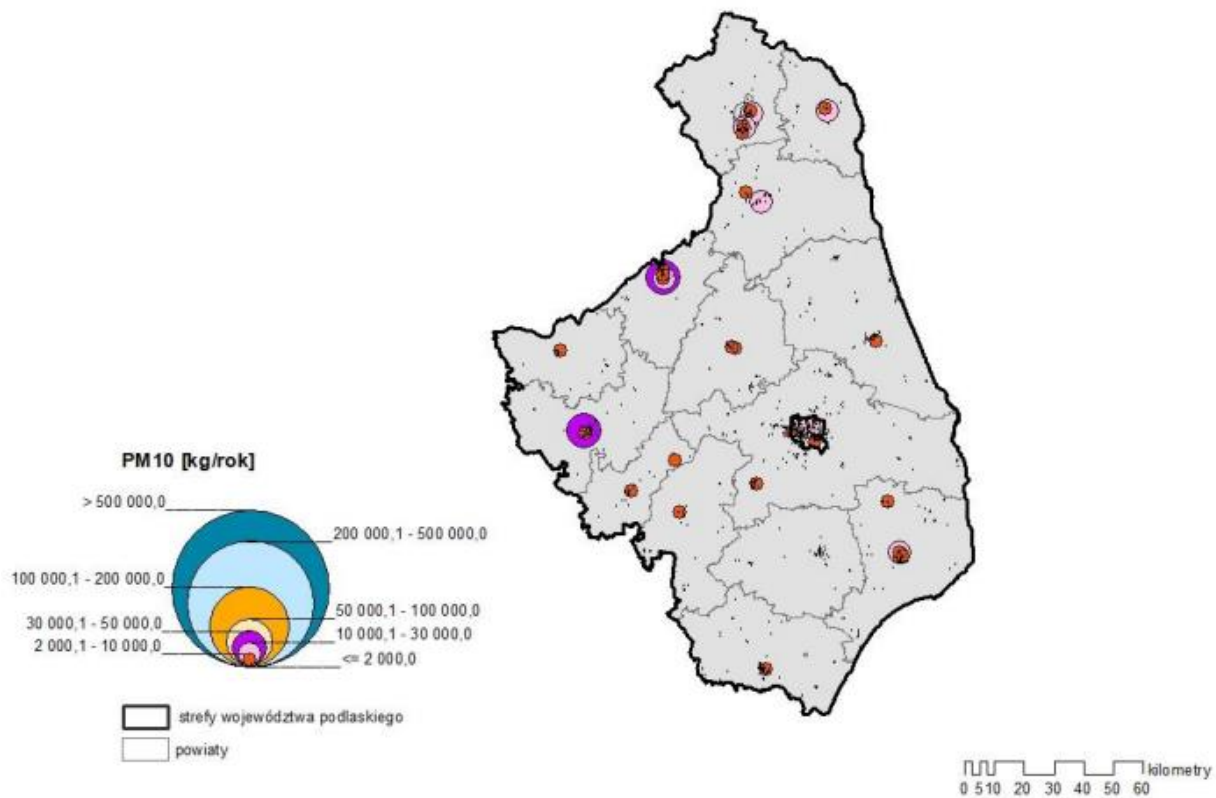 PM10 [kg/rok]
> 500 000,0
200 000,1 - 500 000,0
100 000,1 - 200 000,0
50 000,1 - 100 000,0
30 000,1 - 50 000,0
10 000,1 - 30 000,0
2 000,1 - 10 000,0
<= 2 000,0
strefy województwa podlaskiego
powiaty
kilometry
0 5 10 20 30 40 50 60